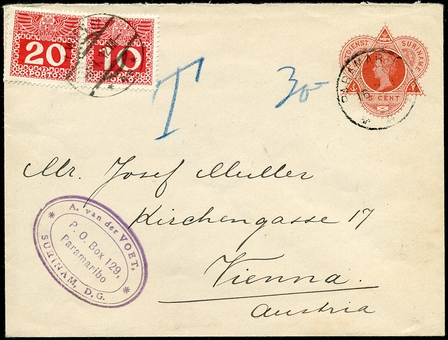 20 10
PORTO PORTO
T 30
SURINAME
CENT
PARAMARIBO
Mr. Josef Muller
Kirchengasse 17
Vienna.
Austria
A. van der VOET,
P. O. Box 129,
Paramaribo
SURINAM, D. G.